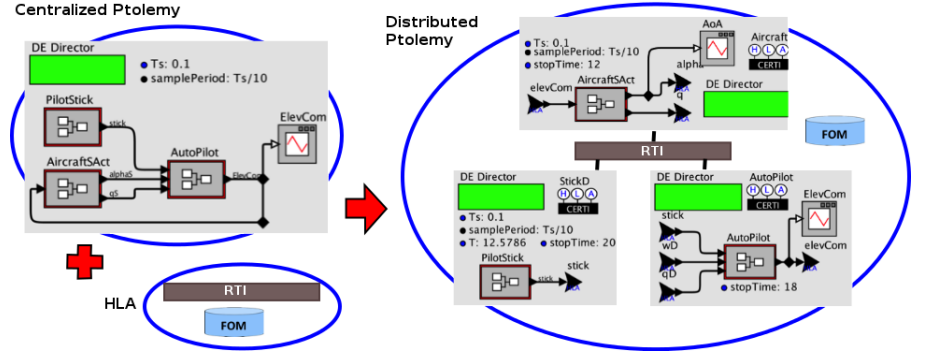 Centralized Ptolemy
DE Director
Ts: 0.1
samplePeriod: Ts/10
PilotStick
stick
ElevCom
AutoPilot
AircraftSAct
alphaS
qS
ElevCom
HLA
RTI
FOM
Distributed
Ptolemy
Ts: 0.1
samplePeriod: Ts/10
stopTime: 12
AoA
Aircraft
H L A
CERTI
alpha
elevCom
AircraftSAct
q
DE Director
FOM
RTI
DE Director
StickD
H L A
CERTI
Ts: 0.1
samplePeriod: Ts/10
T: 12.5786
stopTime: 20
PilotStick
stick
stick
DE Director
AutoPilot
H L A
CERTI
ElevCom
stick
wD
AutoPilot
elevCom
qD
stopTime: 18